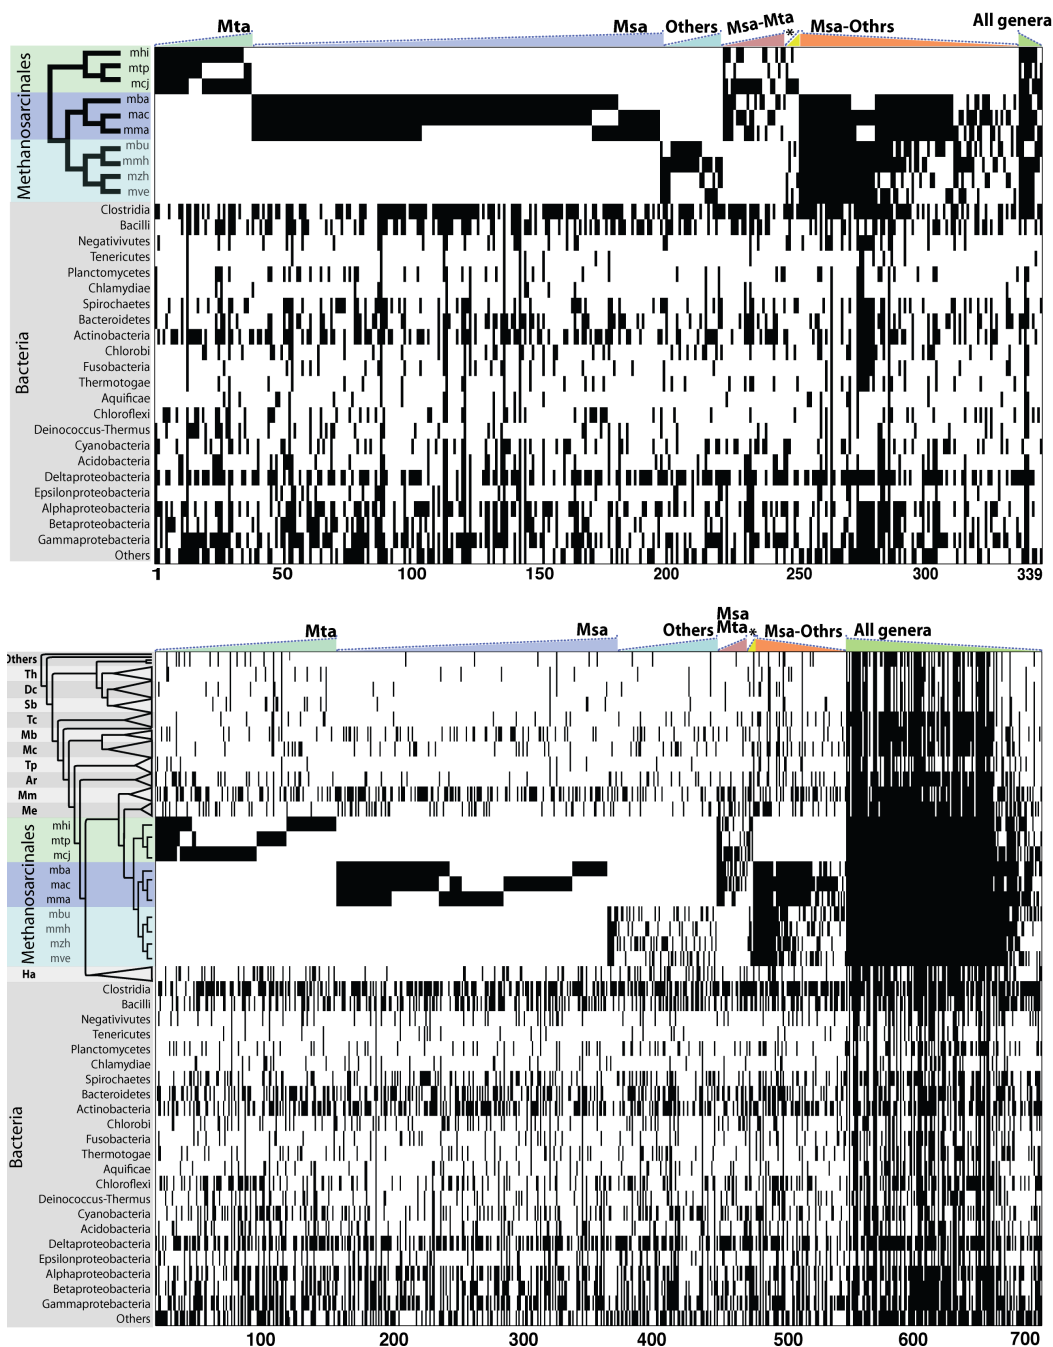 Mta Msa Others Msa-Mta * Msa-Othrs All genera
Methanosarcinales
mhi
mtp
mcj
mba
mac
mma
mbu
mmh
mzh
mve
Bacteria
Clostridia
Bacilli
Negativivutes
Tenericutes
Planctomycetes
Chlamydiae
Spirochaetes
Bacteroidetes
Actinobacteria
Chlorobi
Fusobacteria
Thermotogae
Aquificae
Chloroflexi
Deinococcus-Thermus
Cyanobacteria
Acidobacteria
Deltaproteobacteria
Epsilonproteobacteria
Alphaproteobacteria
Betaproteobacteria
Gammaprotebacteria
Others
1 50 100 150 200 250 300 339
Mta Msa Others Msa Mta * Msa-Othrs All genera
Others
Th
Dc
Sb
Tc
Mb
Mc
Tp
Ar
Mm
Me
Methanosarcinales
mhi
mtp
mcj
mba
mac
mma
mbu
mmh
mzh
mve
Ha
Bacteria
Clostridia
Bacilli
Negativivutes
Tenericutes
Planctomycetes
Chlamydiae
Spirochaetes
Bacteroidetes
Actinobacteria
Chlorobi
Fusobacteria
Thermotogae
Aquificae
Chloroflexi
Deinococcus-Thermus
Cyanobacteria
Acidobacteria
Deltaproteobacteria
Epsilonproteobacteria
Alphaproteobacteria
Betaproteobacteria
Gammaprotebacteria
Others
100 200 300 400 500 600 700